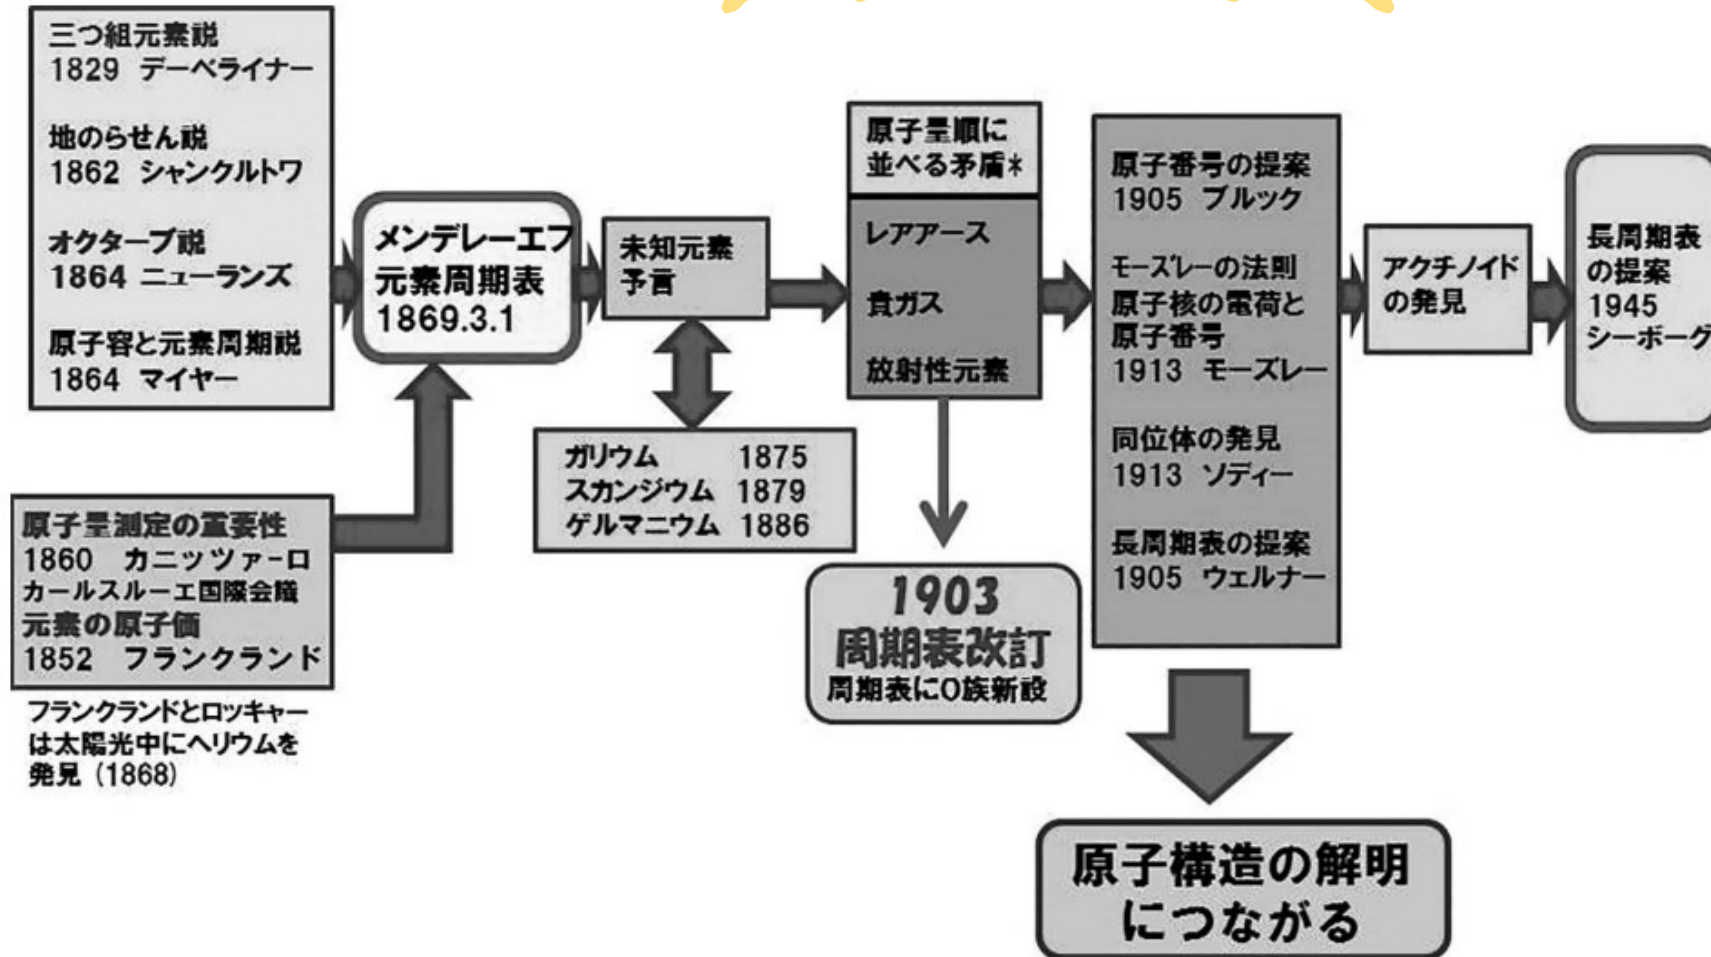 三つ組元素説
1829 デーベライナー
地のらせん説
1862 シャンクルトワ
オクターブ説
1864 ニューランズ
原子容と元素周期説
1864 マイヤー
原子量測定の重要性
1860 カニッツァーロ
カールスルーエ国際会議
元素の原子価
1852 フランクランド
フランクランドとロッキャー
は太陽光中にヘリウムを
発見 (1868)
メンデレーエフ
元素周期表
1869.3.1
未知元素
予言
ガリウム 1875
スカンジウム 1879
ゲルマニウム 1886
原子量順に
並べる矛盾*
レアアース
貴ガス
放射性元素
1903
周期表改訂
周期表に0族新設
原子番号の提案
1905 ブルック
モーズレーの法則
原子核の電荷と
原子番号
1913 モーズレー
同位体の発見
1913 ソディー
長周期表の提案
1905 ウェルナー
原子構造の解明
につながる
アクチノイド
の発見
長周期表
の提案
1945
シーボーグ